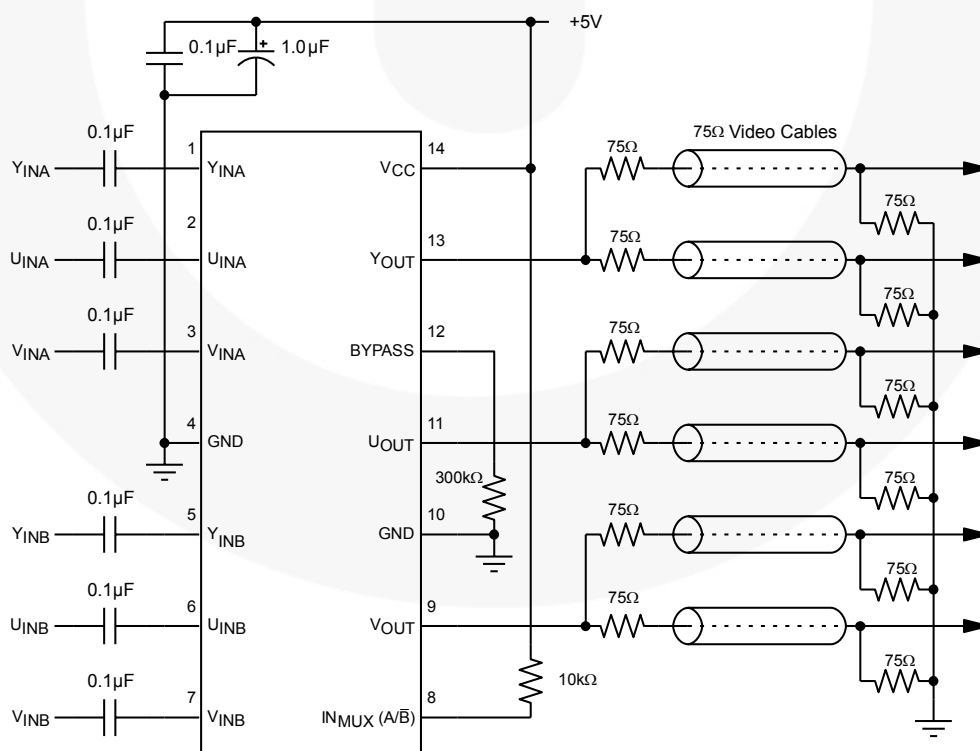 +5V
0.1µF
+
1.0µF
75Ω Video Cables
0.1µF
YINA
1
YINA
14
VCC
75Ω
75Ω
0.1µF
UINA
2
UINA
13
YOUT
75Ω
75Ω
0.1µF
VINA
3
VINA
12
BYPASS
75Ω
75Ω
4
GND
11
UOUT
75Ω
75Ω
300kΩ
0.1µF
YINB
5
YINB
10
GND
75Ω
75Ω
0.1µF
UINB
6
UINB
9
VOUT
75Ω
75Ω
10kΩ
0.1µF
VINB
7
VINB
8
INMUX (A/B̅)